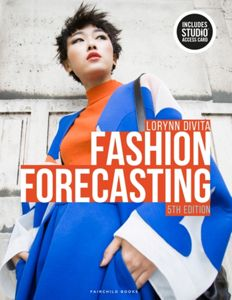 INCLUDES
STUDIO
ACCESS CARD
LORYNN DIVITA
FASHION
FORECASTING
5TH EDITION
FAIRCHILD BOOKS